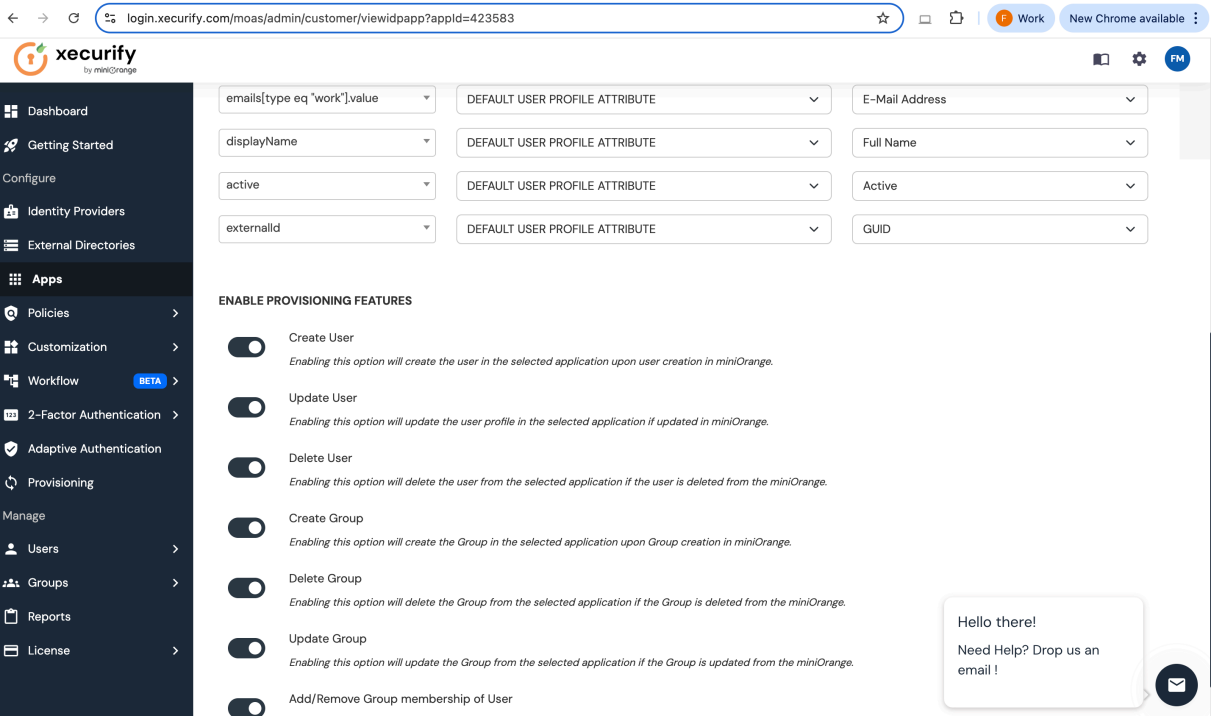 login.xecurify.com/moas/admin/customer/viewidpapp?appId=423583
F Work
New Chrome available
xecurify
by miniOrange
FM
Dashboard
Getting Started
Configure
Identity Providers
External Directories
Apps
Policies
Customization
Workflow BETA
123 2-Factor Authentication
Adaptive Authentication
Provisioning
Manage
Users
Groups
Reports
License
emails[type eq "work"].value DEFAULT USER PROFILE ATTRIBUTE E-Mail Address
displayName DEFAULT USER PROFILE ATTRIBUTE Full Name
active DEFAULT USER PROFILE ATTRIBUTE Active
externalId DEFAULT USER PROFILE ATTRIBUTE GUID
ENABLE PROVISIONING FEATURES
Create User
Enabling this option will create the user in the selected application upon user creation in miniOrange.
Update User
Enabling this option will update the user profile in the selected application if updated in miniOrange.
Delete User
Enabling this option will delete the user from the selected application if the user is deleted from the miniOrange.
Create Group
Enabling this option will create the Group in the selected application upon Group creation in miniOrange.
Delete Group
Enabling this option will delete the Group from the selected application if the Group is deleted from the miniOrange.
Update Group
Enabling this option will update the Group from the selected application if the Group is updated from the miniOrange.
Add/Remove Group membership of User
Hello there!
Need Help? Drop us an
email !